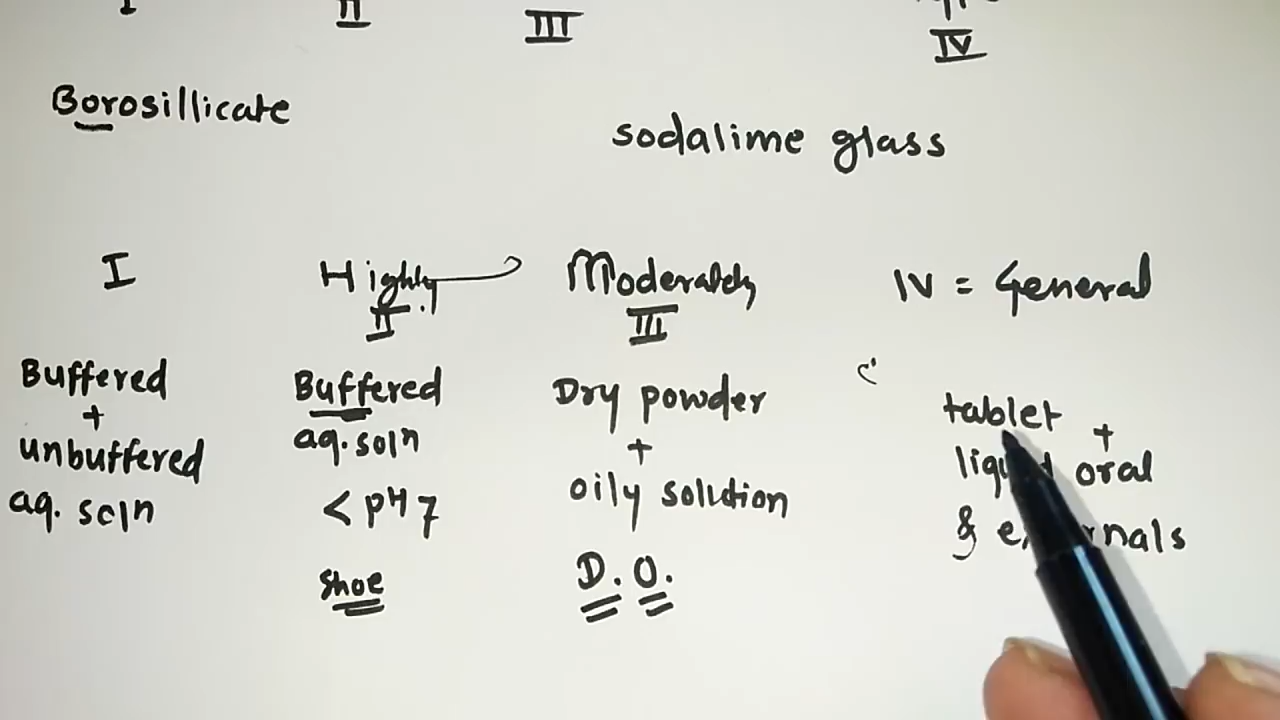 I
II
III
IV
Borosillicate
sodalime glass
I
Highly
II
Moderately
III
IV = General
Buffered
+
unbuffered
aq. soln
Buffered
aq. soln
< pH 7
Shoe
Dry powder
+
oily solution
D. O.
tablet +
oral
&